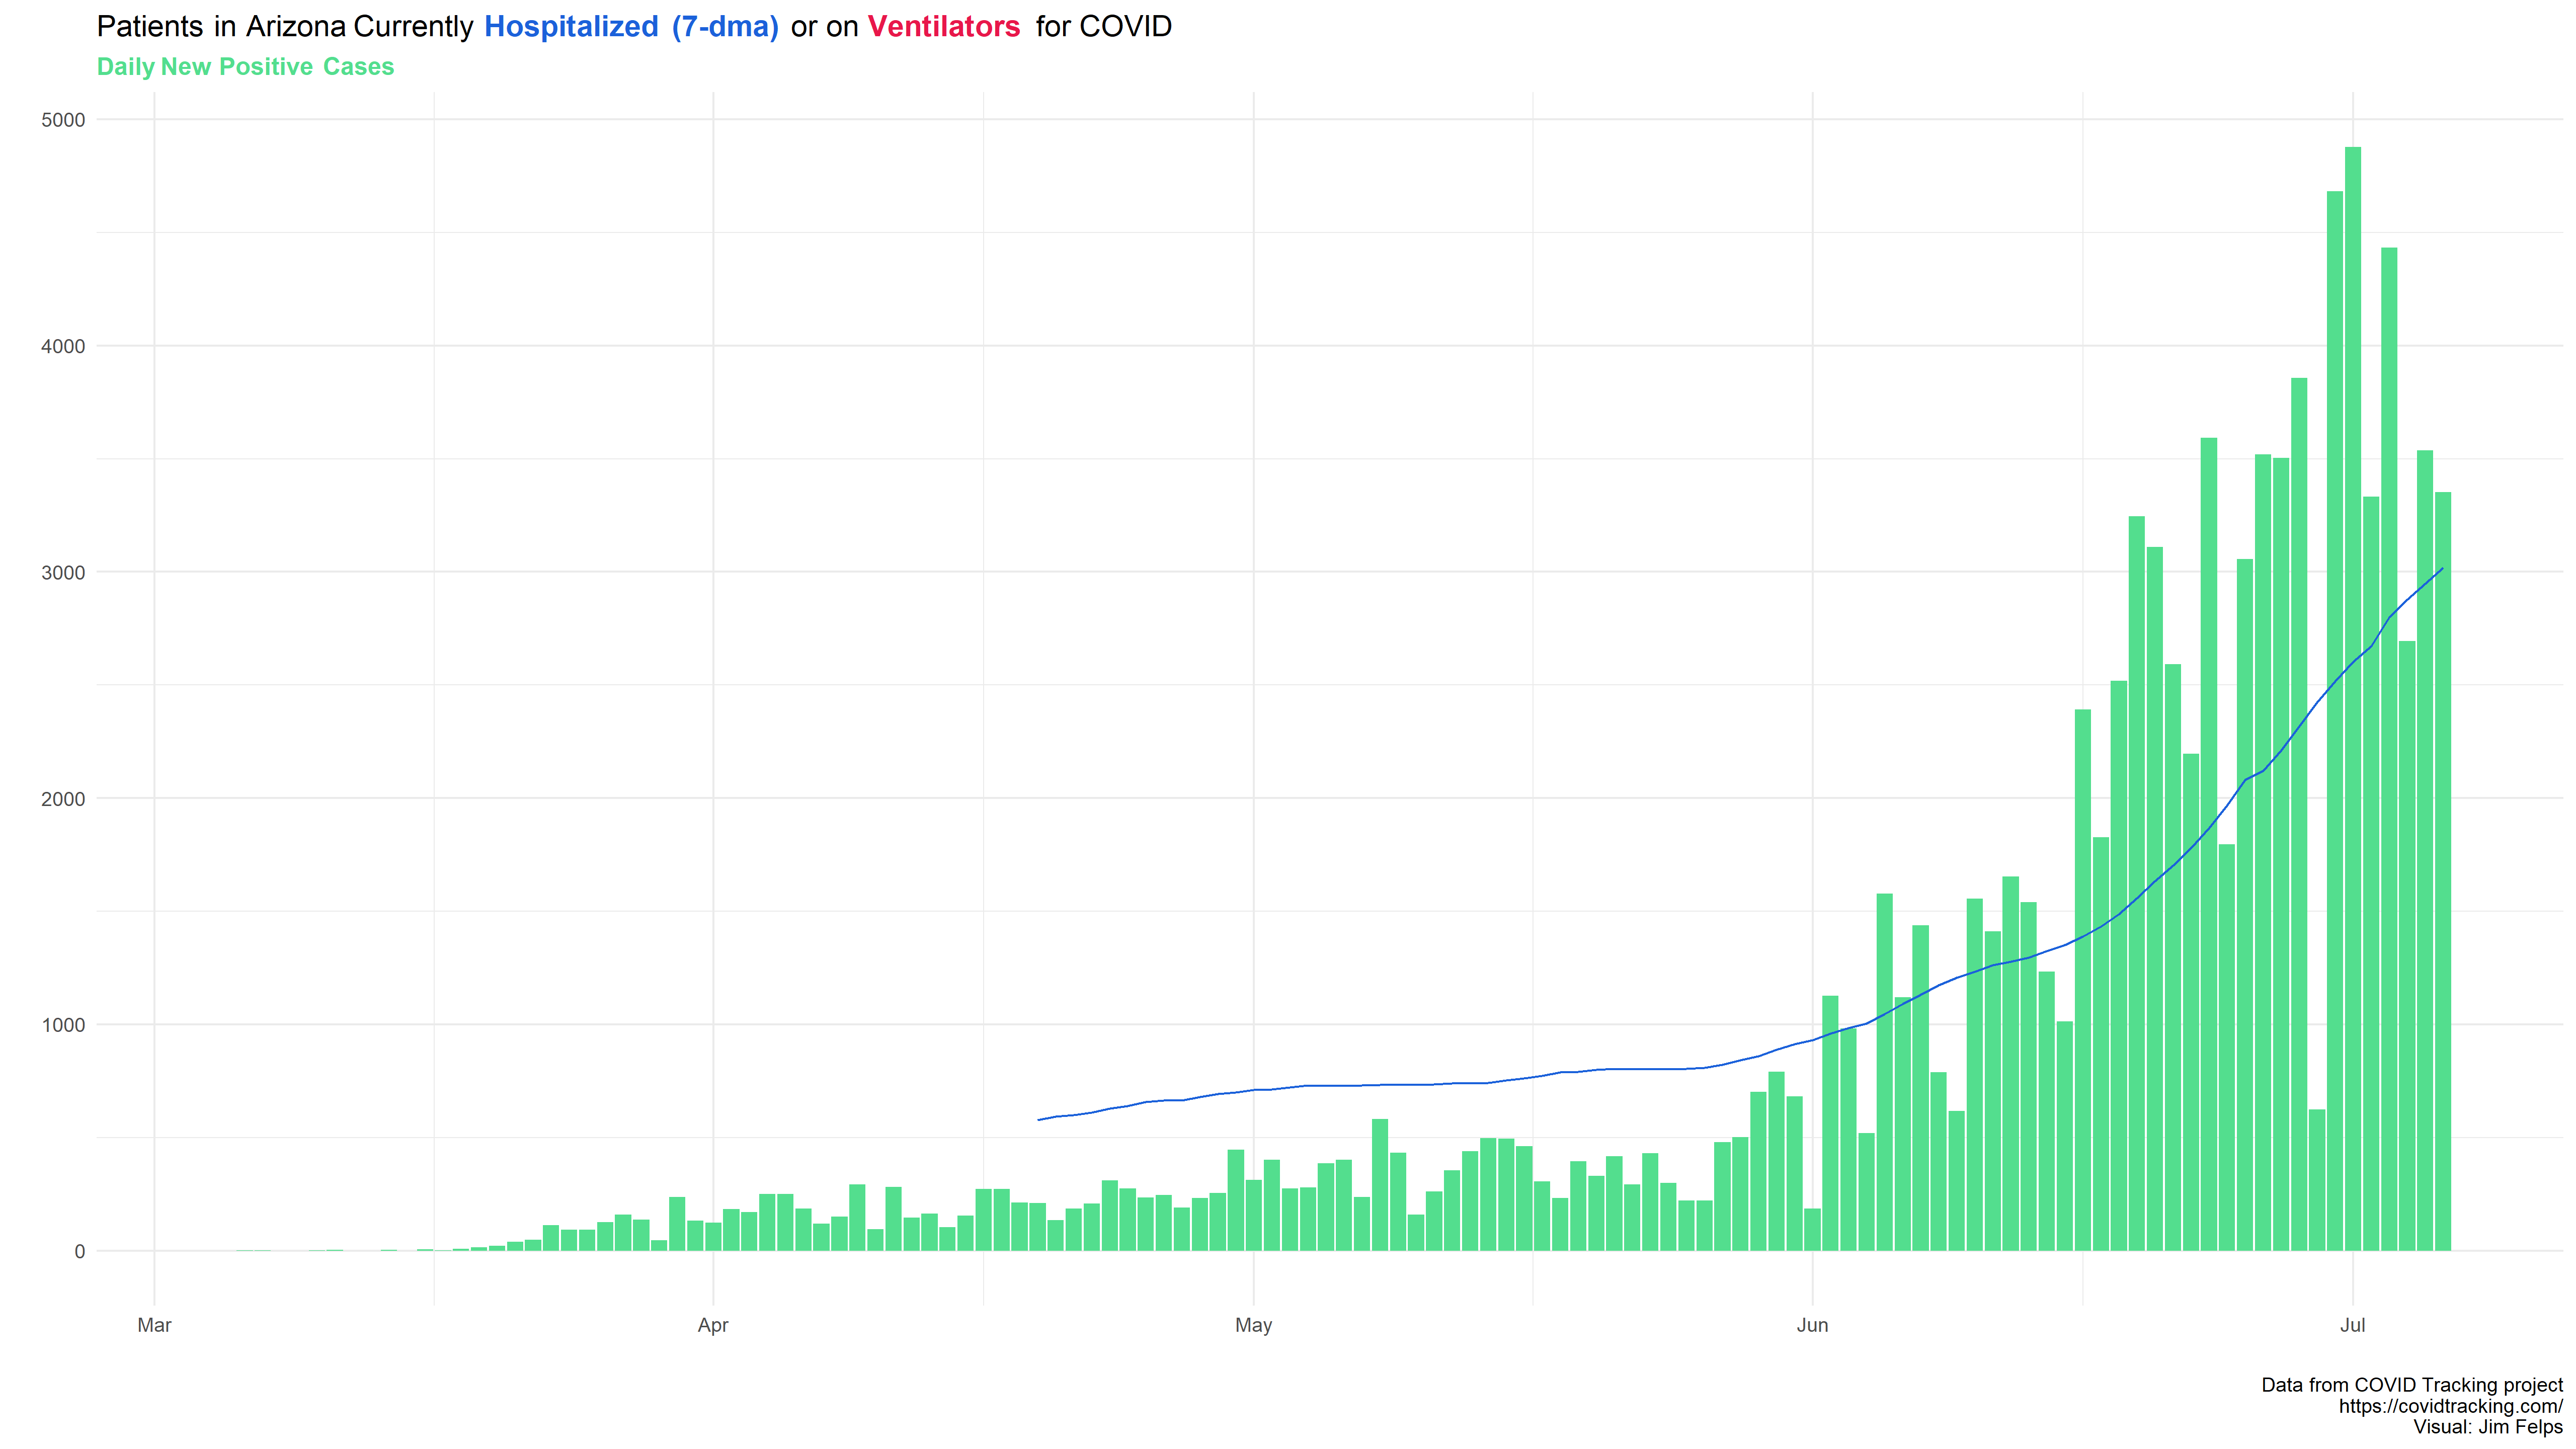 Patients in Arizona Currently Hospitalized (7-dma) or on Ventilators for COVID
Daily New Positive Cases
5000
4000
3000
2000
1000
0
Mar Apr May Jun Jul
Data from COVID Tracking project
https://covidtracking.com/
Visual: Jim Felps